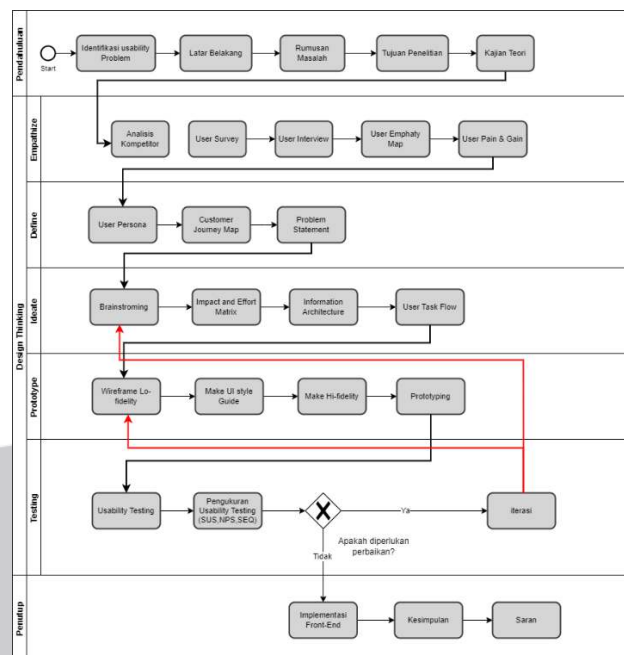 Pendahuluan
Start
Identifikasi usability
Problem
Latar Belakang
Rumusan
Masalah
Tujuan Penelitian
Kajian Teori
Design Thinking
Empathize
Analisis
Kompetitor
User Survey
User Interview
User Emphaty
Map
User Pain & Gain
Define
User Persona
Customer
Journey Map
Problem
Statement
Ideate
Brainstroming
Impact and Effort
Matrix
Information
Architecture
User Task Flow
Prototype
Wireframe Lo-
fidelity
Make UI style
Guide
Make Hi-fidelity
Prototyping
Testing
Usability Testing
Pengukuran
Usability Testing
(SUS,NPS,SEQ)
Ya
Iterasi
Apakah diperlukan
perbaikan?
Tidak
Penutup
Implementasi
Front-End
Kesimpulan
Saran